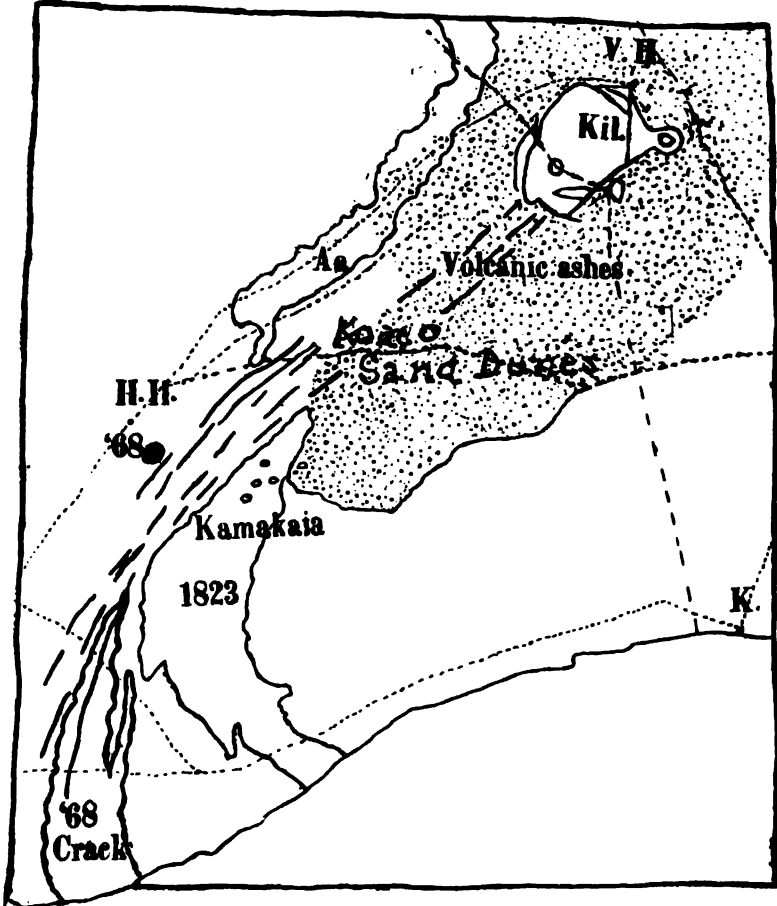 V. H.
Kil.
Aa
Volcanic ashes
Sand Dunes
H.H.
'68
Kamakaia
1823
K.
'68
Crack